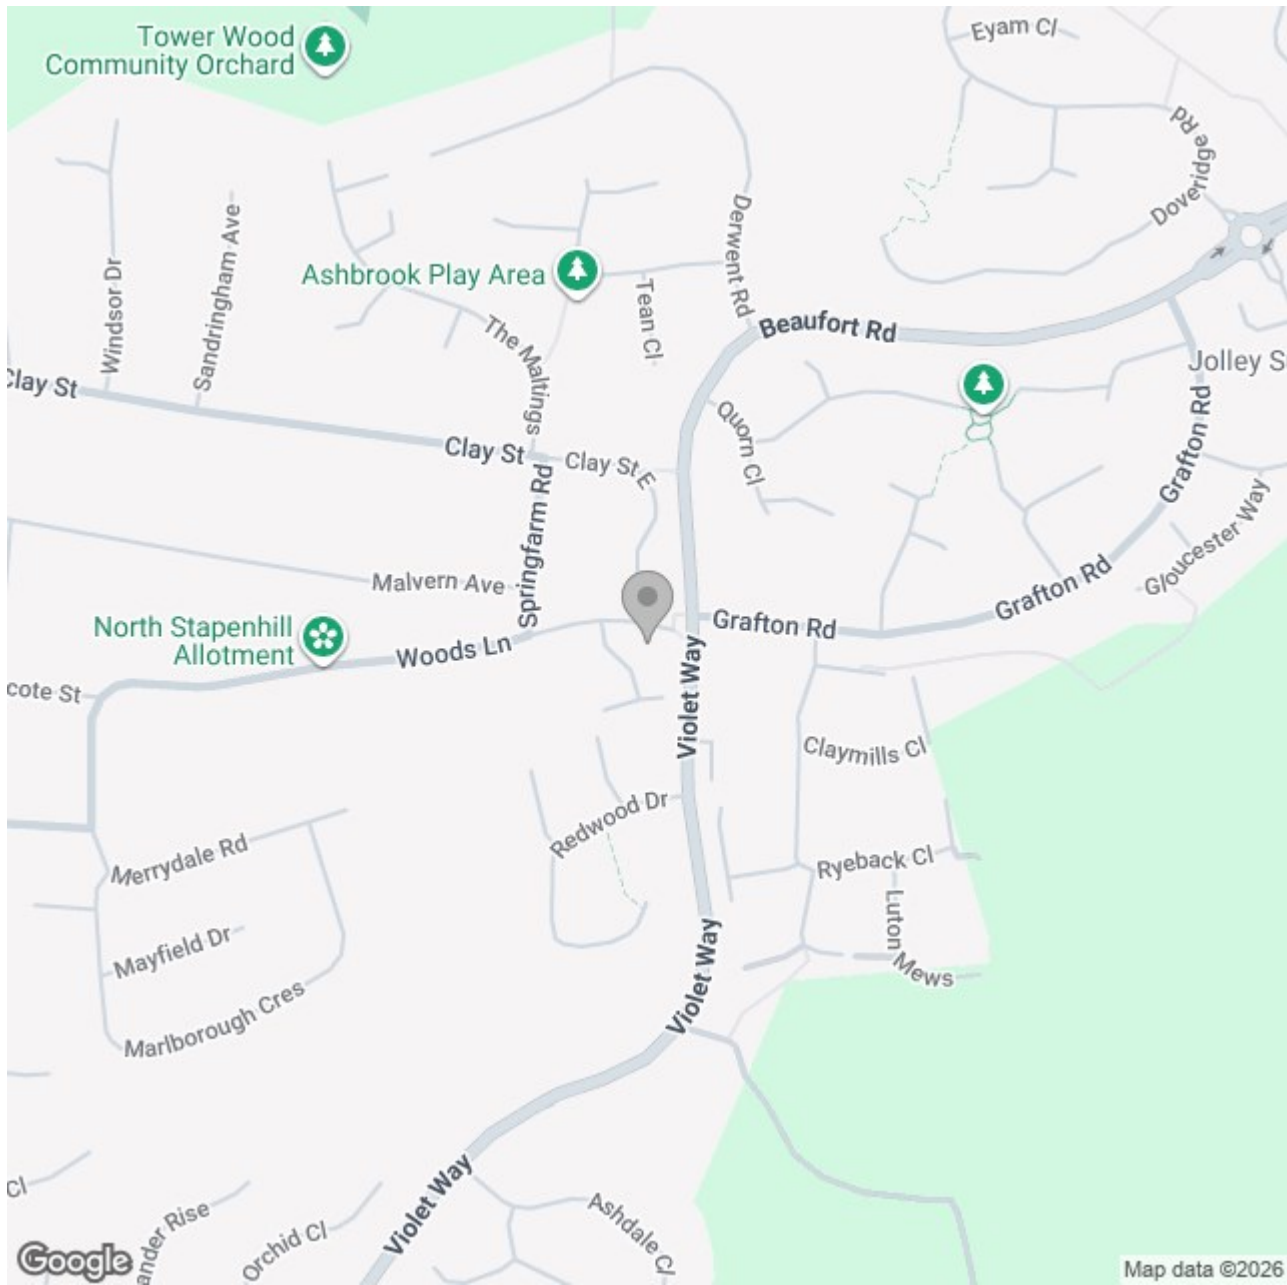 Tower Wood
Community Orchard
Eyam Cl
Doveridge Rd
Windsor Dr
Sandringham Ave
Ashbrook Play Area
Derwent Rd
Tean Cl
The Maltings
Beaufort Rd
Jolley S
Clay St
Quorn Cl
Grafton Rd
Clay St
Clay St E
Springfarm Rd
Gloucester Way
Malvern Ave
Grafton Rd
North Stapenhill
Allotment
Woods Ln
Grafton Rd
cote St
Violet Way
Claymills Cl
Redwood Dr
Merrydale Rd
Ryeback Cl
Luton Mews
Mayfield Dr
Violet Way
Marlborough Cres
Violet Way
Cl
ander Rise
Orchid Cl
Ashdale Cl
Google
Map data ©2026